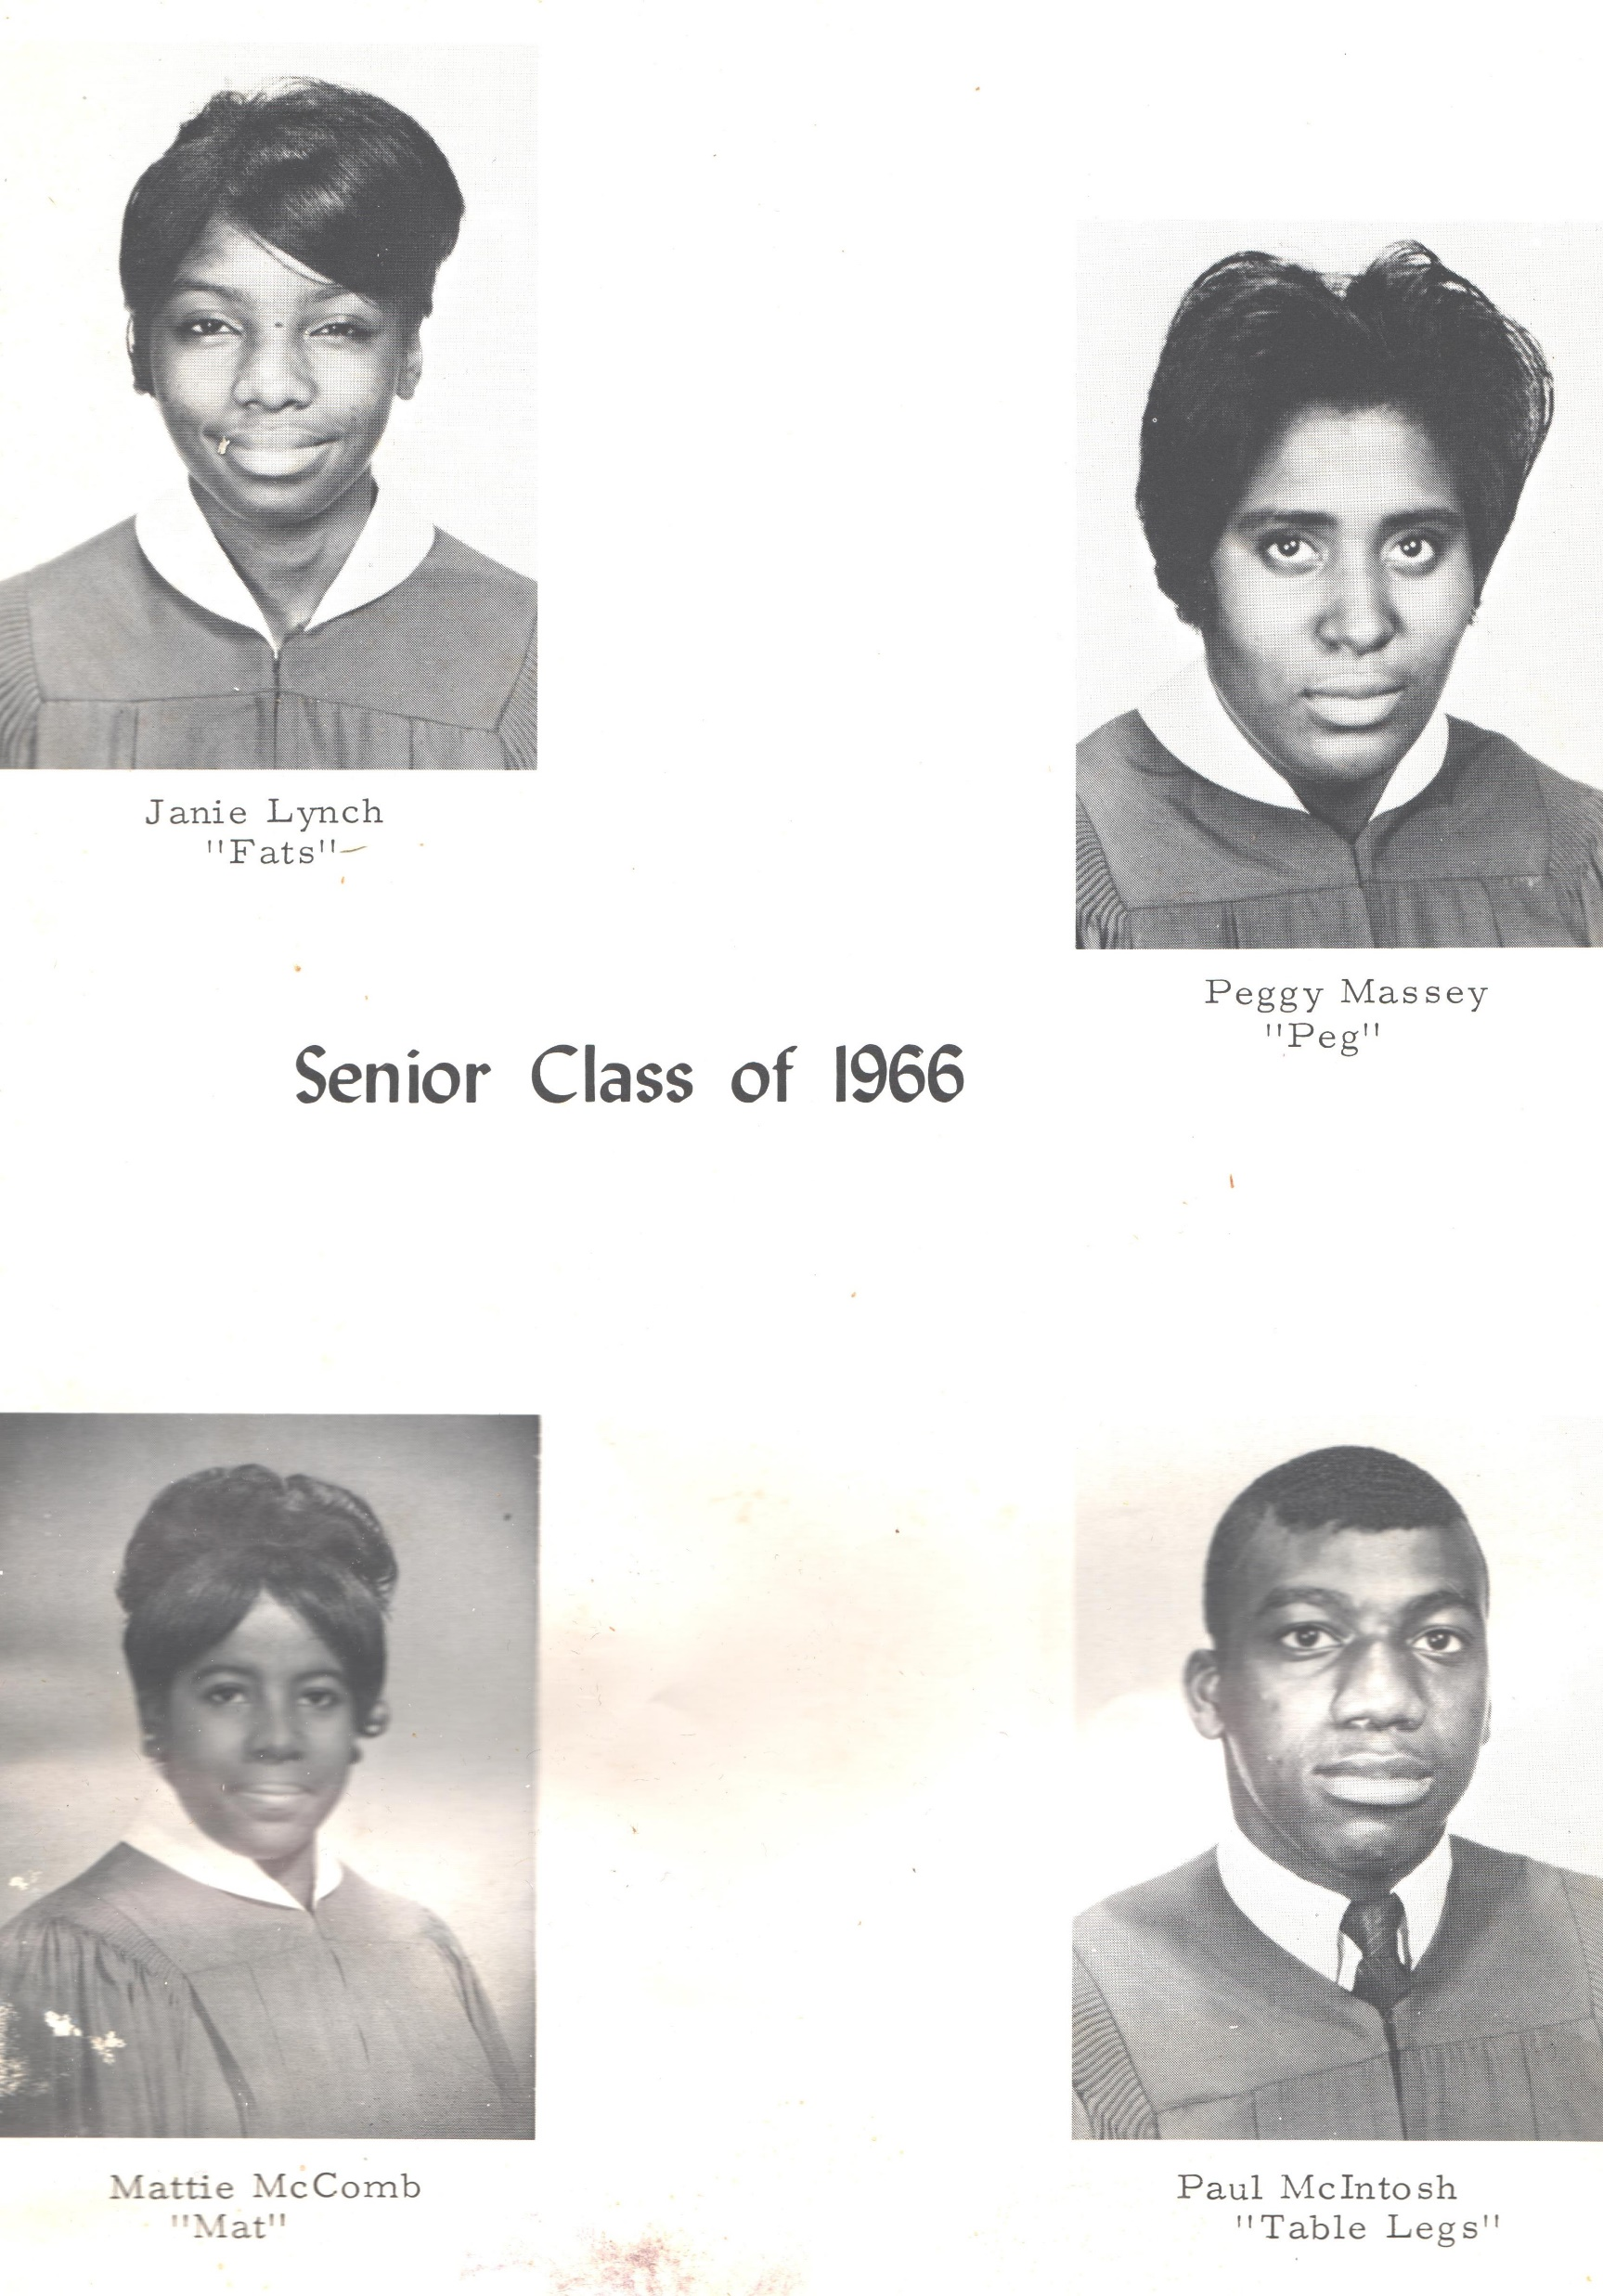 Janie Lynch
"Fats"
Peggy Massey
"Peg"
Senior Class of 1966
Mattie McComb
"Mat"
Paul McIntosh
"Table Legs"